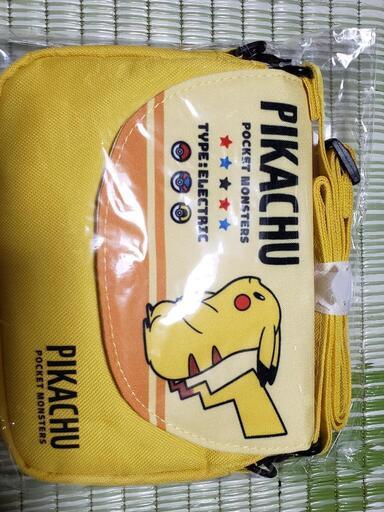 PIKACHU
POCKET MONSTERS
TYPE:ELECTRIC
PIKACHU
POCKET MONSTERS